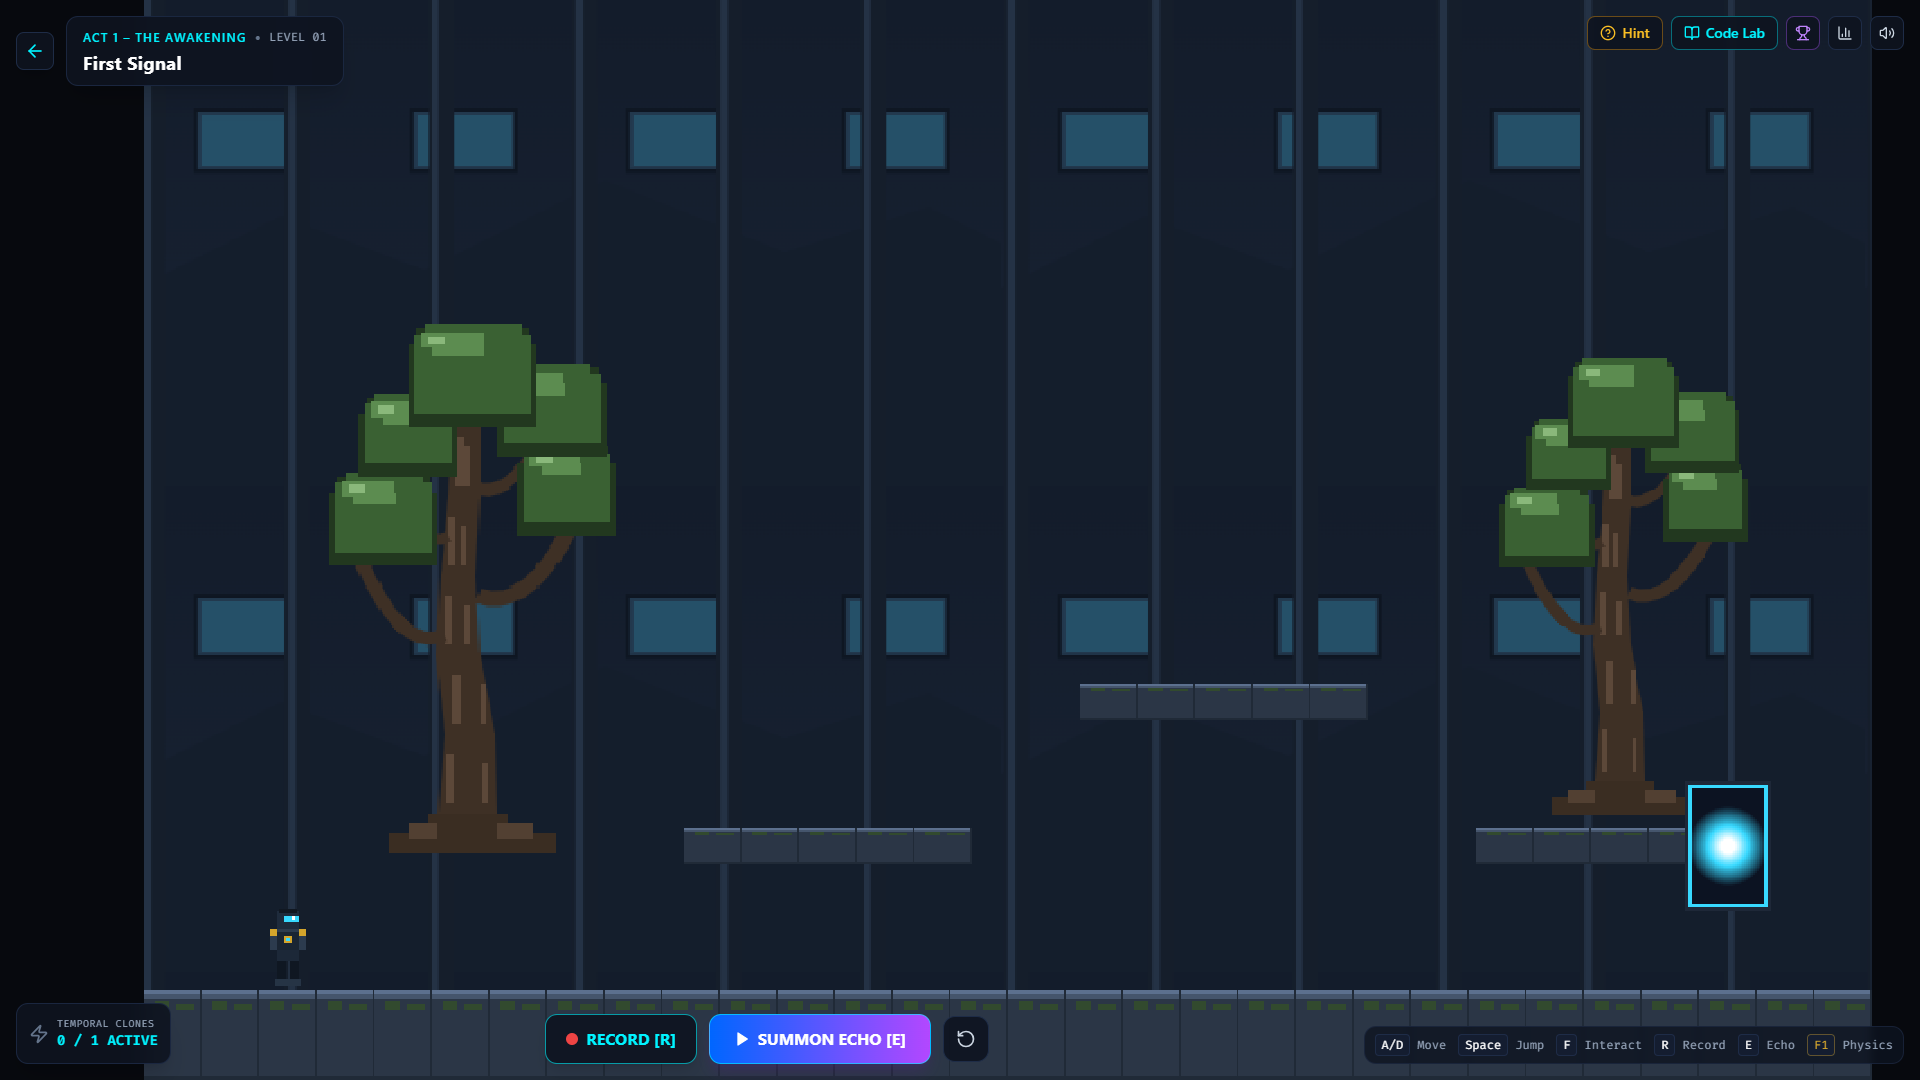 ACT 1 – THE AWAKENING • LEVEL 01
First Signal
Hint
Code Lab
TEMPORAL CLONES
0 / 1 ACTIVE
RECORD [R]
SUMMON ECHO [E]
A/D Move Space Jump F Interact R Record E Echo F1 Physics